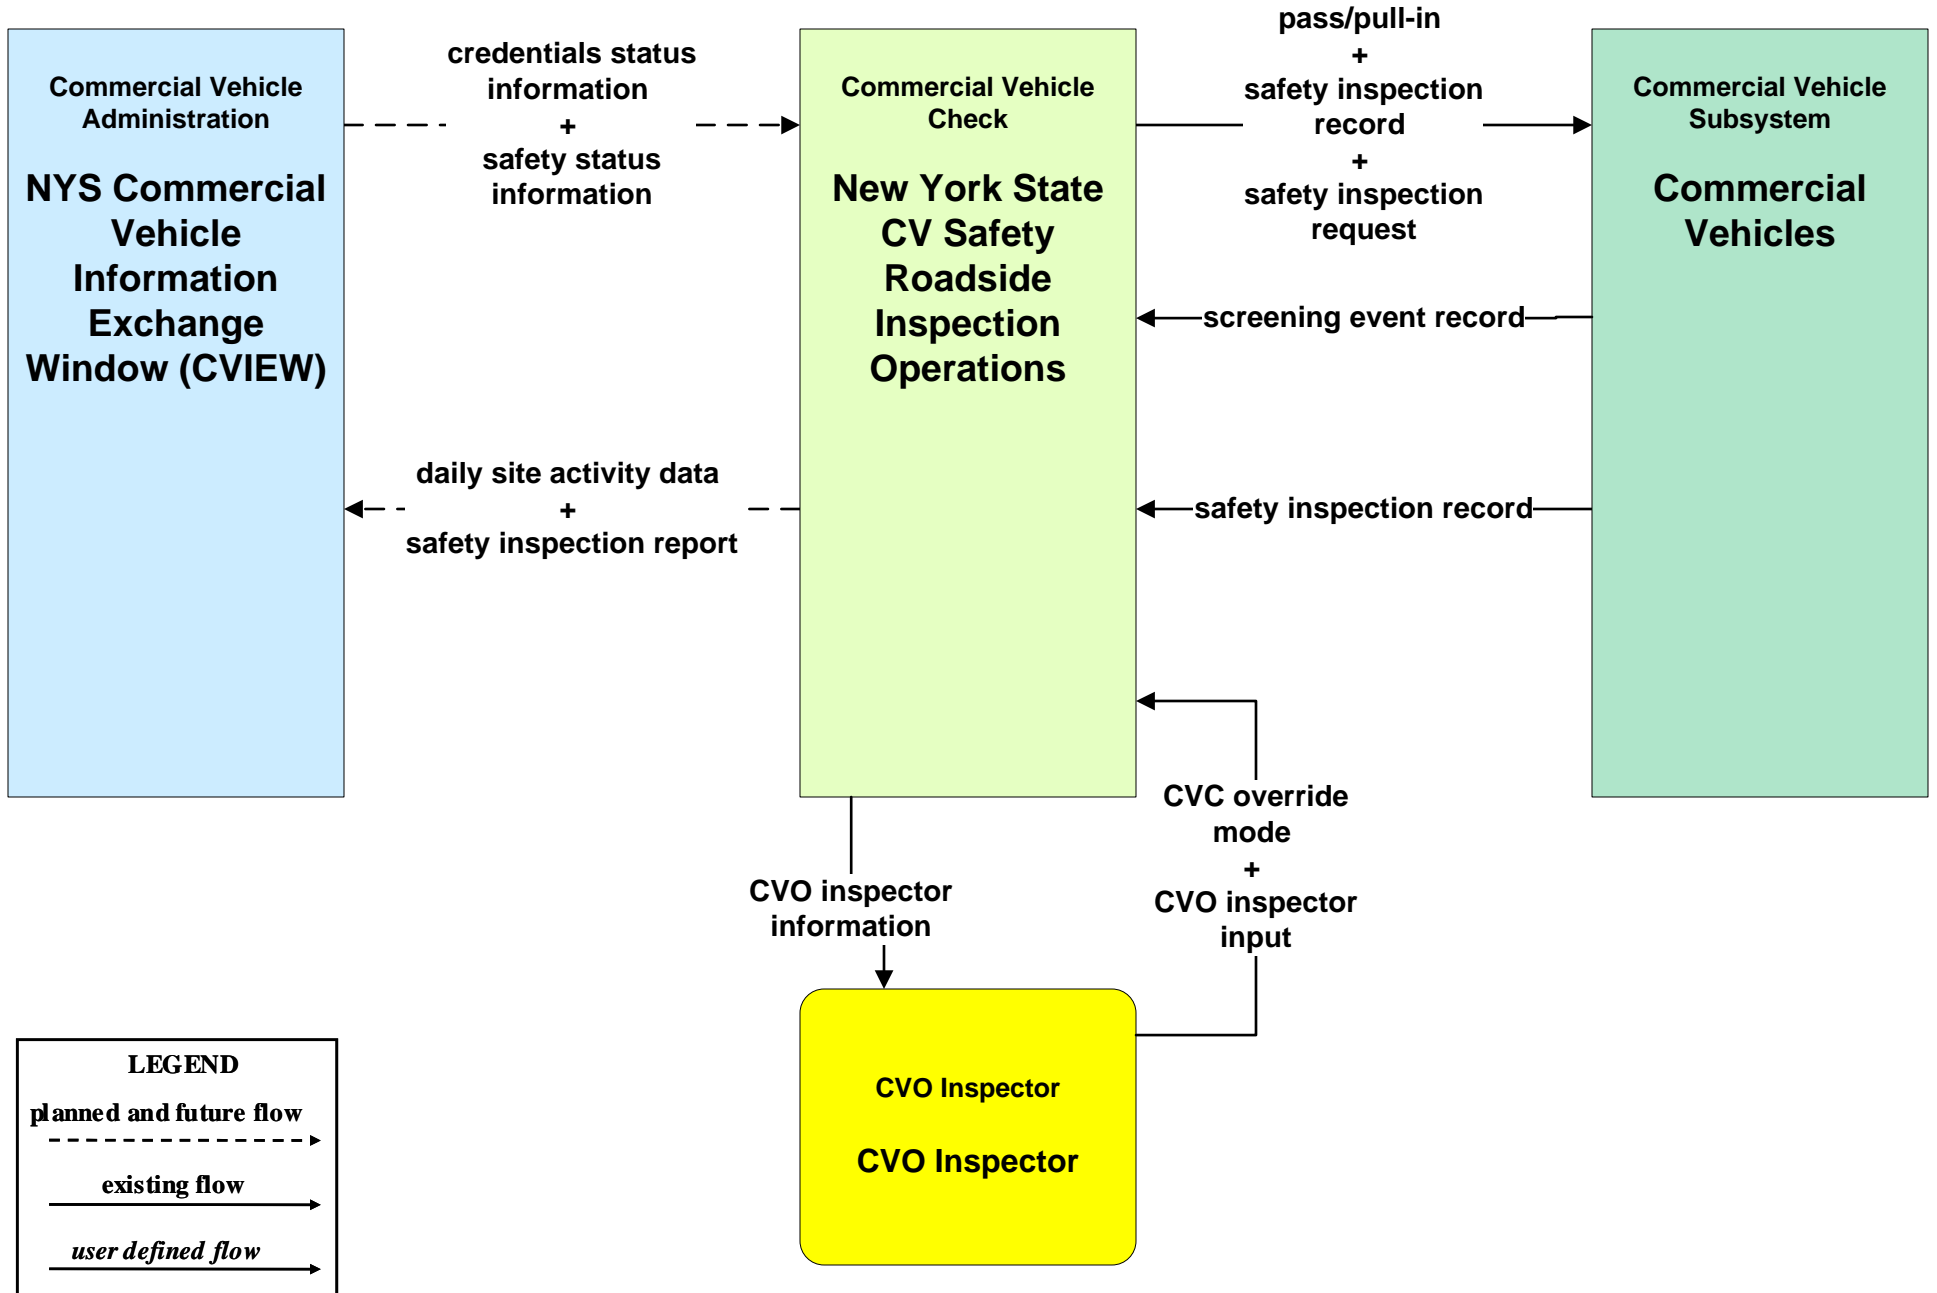 Commercial Vehicle
Administration
NYS Commercial
Vehicle
Information
Exchange
Window (CVIEW)
credentials status
information
+
safety status
information
daily site activity data
+
safety inspection report
Commercial Vehicle
Check
New York State
CV Safety
Roadside
Inspection
Operations
pass/pull-in
+
safety inspection
record
+
safety inspection
request
screening event record
safety inspection record
Commercial Vehicle
Subsystem
Commercial
Vehicles
CVO inspector
information
CVC override
mode
+
CVO inspector
input
CVO Inspector
CVO Inspector
LEGEND
planned and future flow
existing flow
user defined flow